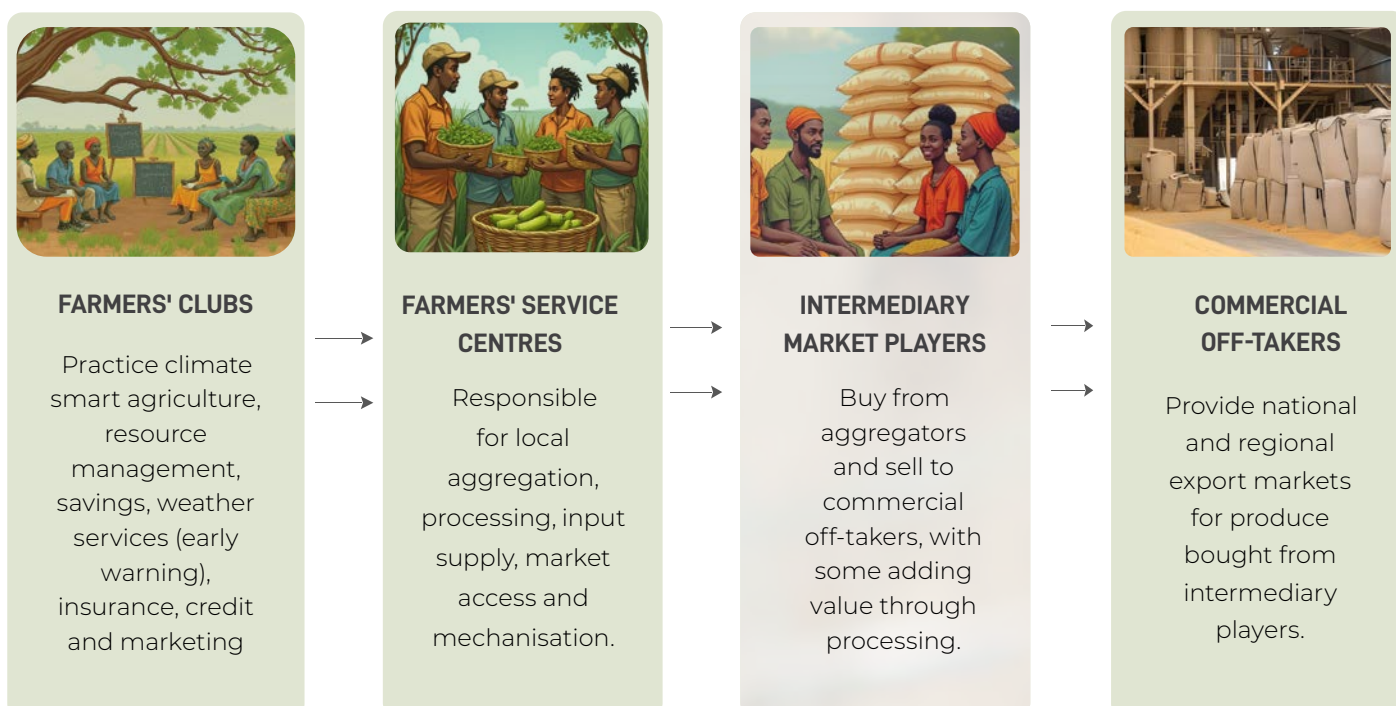 FARMERS' CLUBS
Practice climate
smart agriculture,
resource
management,
savings, weather
services (early
warning),
insurance, credit
and marketing
FARMERS' SERVICE
CENTRES
Responsible
for local
aggregation,
processing, input
supply, market
access and
mechanisation.
INTERMEDIARY
MARKET PLAYERS
Buy from
aggregators
and sell to
commercial
off-takers, with
some adding
value through
processing.
COMMERCIAL
OFF-TAKERS
Provide national
and regional
export markets
for produce
bought from
intermediary
players.